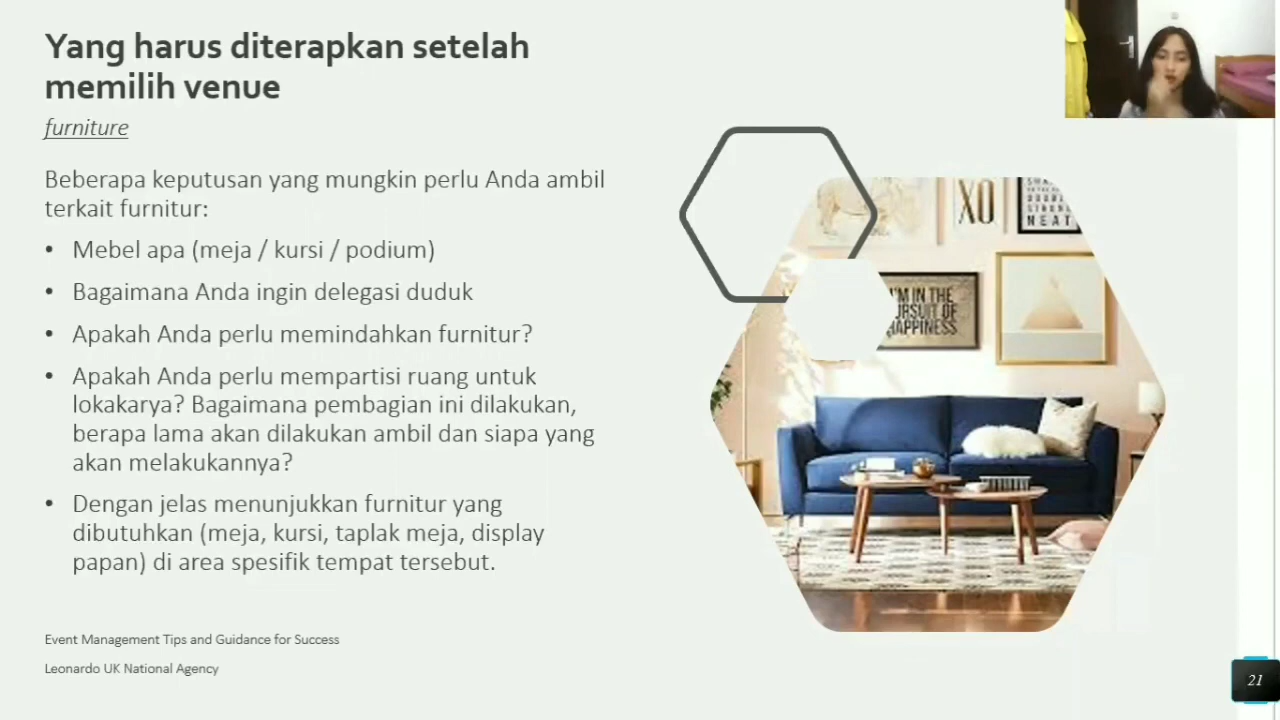 Yang harus diterapkan setelah
memilih venue
furniture
Beberapa keputusan yang mungkin perlu Anda ambil
terkait furnitur:
• Mebel apa (meja / kursi / podium)
• Bagaimana Anda ingin delegasi duduk
• Apakah Anda perlu memindahkan furnitur?
• Apakah Anda perlu mempartisi ruang untuk
lokakarya? Bagaimana pembagian ini dilakukan,
berapa lama akan dilakukan ambil dan siapa yang
akan melakukannya?
• Dengan jelas menunjukkan furnitur yang
dibutuhkan (meja, kursi, taplak meja, display
papan) di area spesifik tempat tersebut.
XO
NEAT
I'M IN THE
PURSUIT OF
HAPPINESS
Event Management Tips and Guidance for Success
Leonardo UK National Agency
21